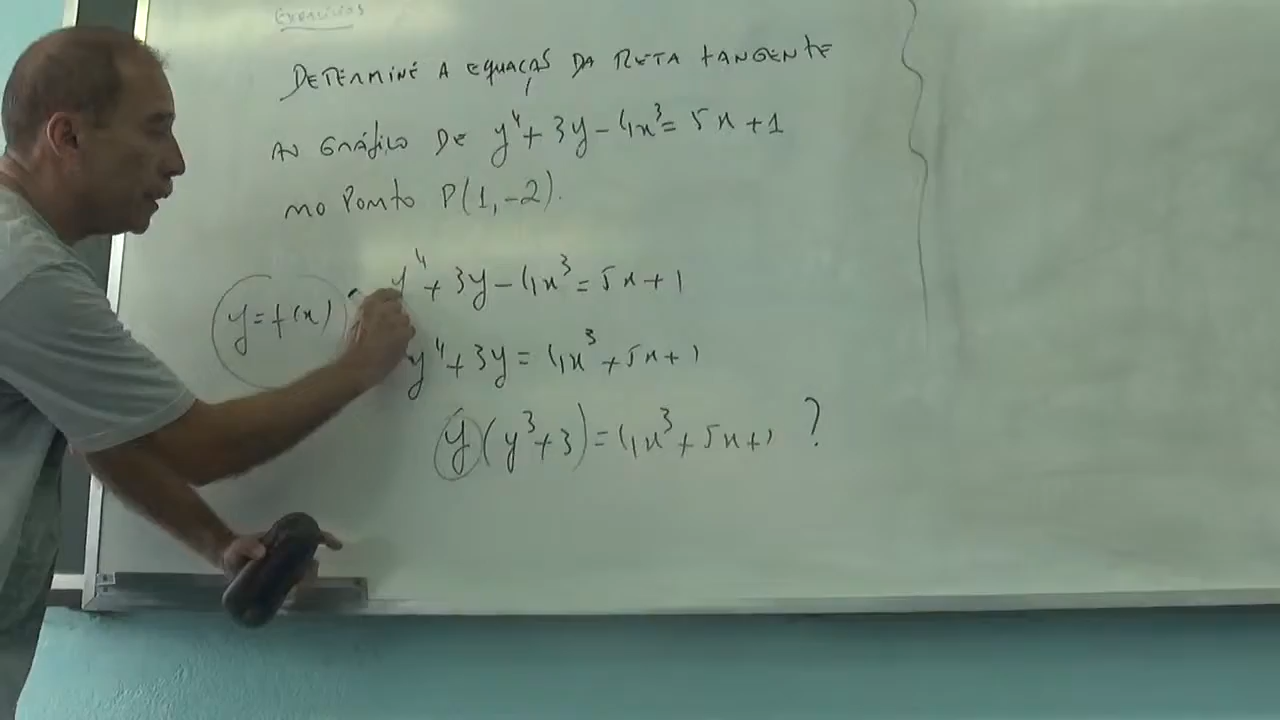 Exercícios
DETERMINE A EQUAÇÃO DA RETA TANGENTE
AO GRÁFICO DE y⁴ + 3y - 4x³ = 5x + 1
NO PONTO P(1, -2).
y⁴ + 3y - 4x³ = 5x + 1
y = f(x)
y⁴ + 3y = 4x³ + 5x + 1
y(y³ + 3) = 4x³ + 5x + 1 ?